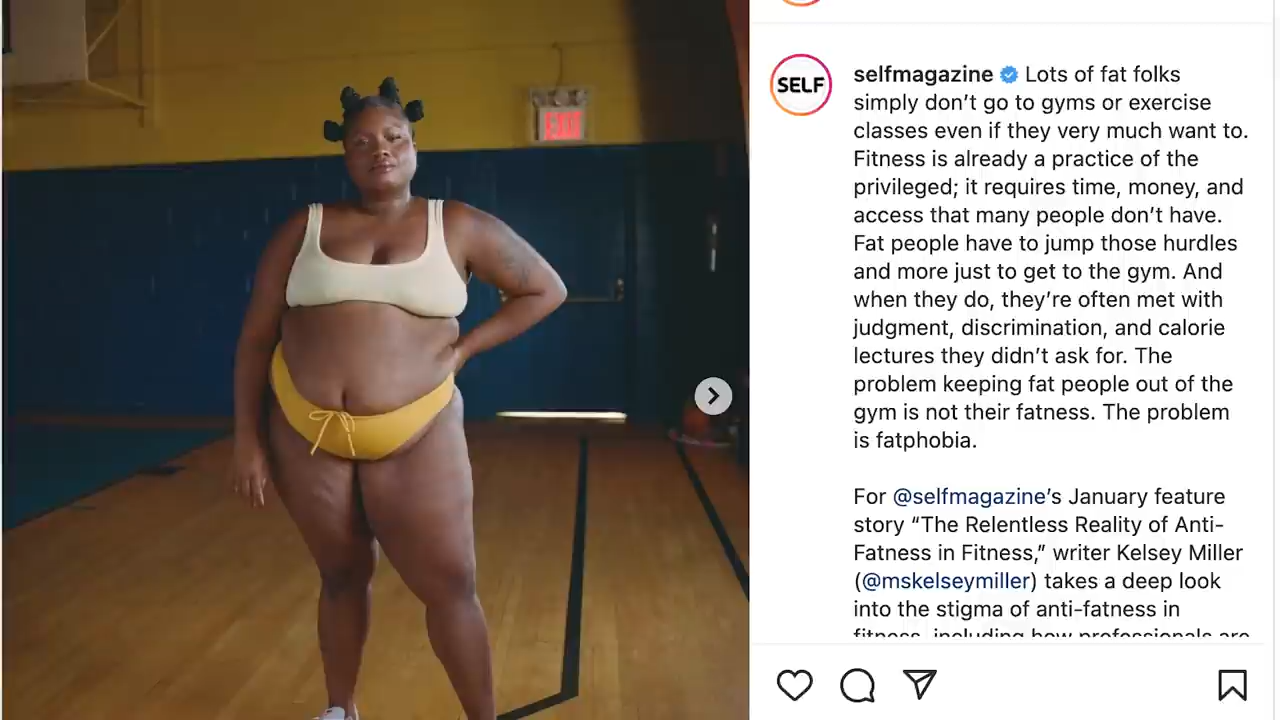 EXIT
SELF
selfmagazine Lots of fat folks
simply don’t go to gyms or exercise
classes even if they very much want to.
Fitness is already a practice of the
privileged; it requires time, money, and
access that many people don’t have.
Fat people have to jump those hurdles
and more just to get to the gym. And
when they do, they’re often met with
judgment, discrimination, and calorie
lectures they didn’t ask for. The
problem keeping fat people out of the
gym is not their fatness. The problem
is fatphobia.
For @selfmagazine’s January feature
story “The Relentless Reality of Anti-
Fatness in Fitness,” writer Kelsey Miller
(@mskelseymiller) takes a deep look
into the stigma of anti-fatness in
fitness, including how professionals are